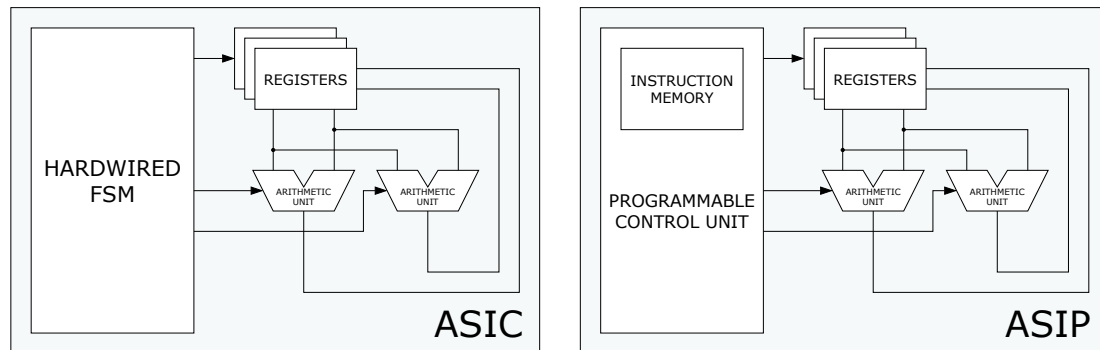 HARDWIRED
FSM
REGISTERS
ARITHMETIC
UNIT
ARITHMETIC
UNIT
ASIC
INSTRUCTION
MEMORY
PROGRAMMABLE
CONTROL UNIT
REGISTERS
ARITHMETIC
UNIT
ARITHMETIC
UNIT
ASIP